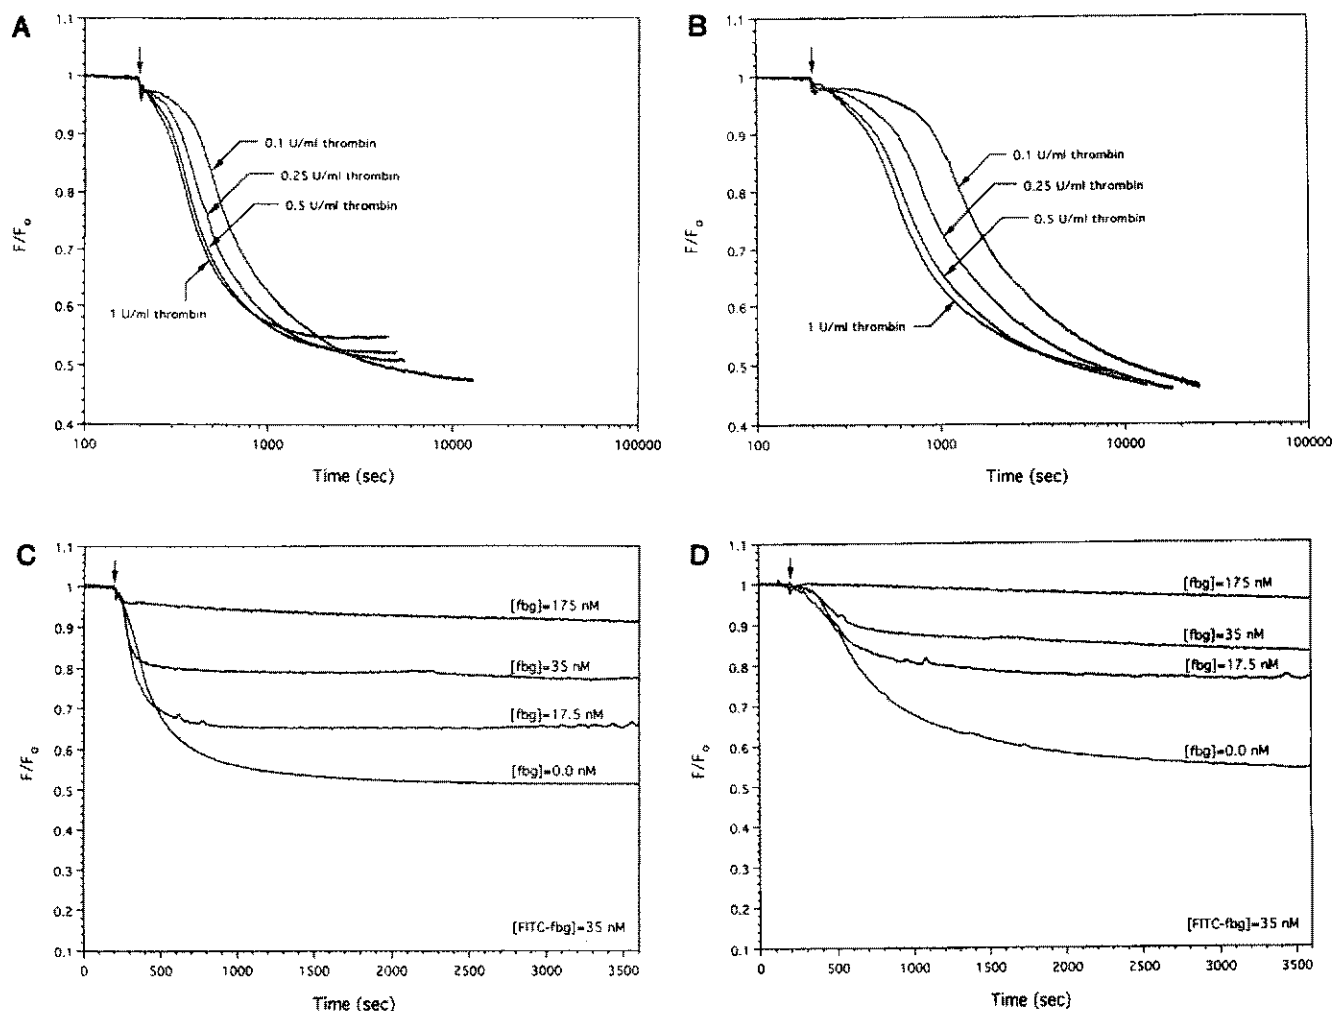 A
1.1
1
0.9
0.8
0.7
0.6
0.5
0.4
F/Fo
0.1 U/ml thrombin
0.25 U/ml thrombin
0.5 U/ml thrombin
1 U/ml thrombin
100
1000
10000
100000
Time (sec)
B
1.1
1
0.9
0.8
0.7
0.6
0.5
0.4
F/Fo
0.1 U/ml thrombin
0.25 U/ml thrombin
0.5 U/ml thrombin
1 U/ml thrombin
100
1000
10000
100000
Time (sec)
C
1.1
1
0.9
0.8
0.7
0.6
0.5
0.4
0.3
0.2
0.1
F/Fo
[fbg]=175 nM
[fbg]=35 nM
[fbg]=17.5 nM
[fbg]=0.0 nM
[FITC-fbg]=35 nM
0
500
1000
1500
2000
2500
3000
3500
Time (sec)
D
1.1
1
0.9
0.8
0.7
0.6
0.5
0.4
0.3
0.2
0.1
F/Fo
[fbg]=175 nM
[fbg]=35 nM
[fbg]=17.5 nM
[fbg]=0.0 nM
[FITC-fbg]=35 nM
0
500
1000
1500
2000
2500
3000
3500
Time (sec)